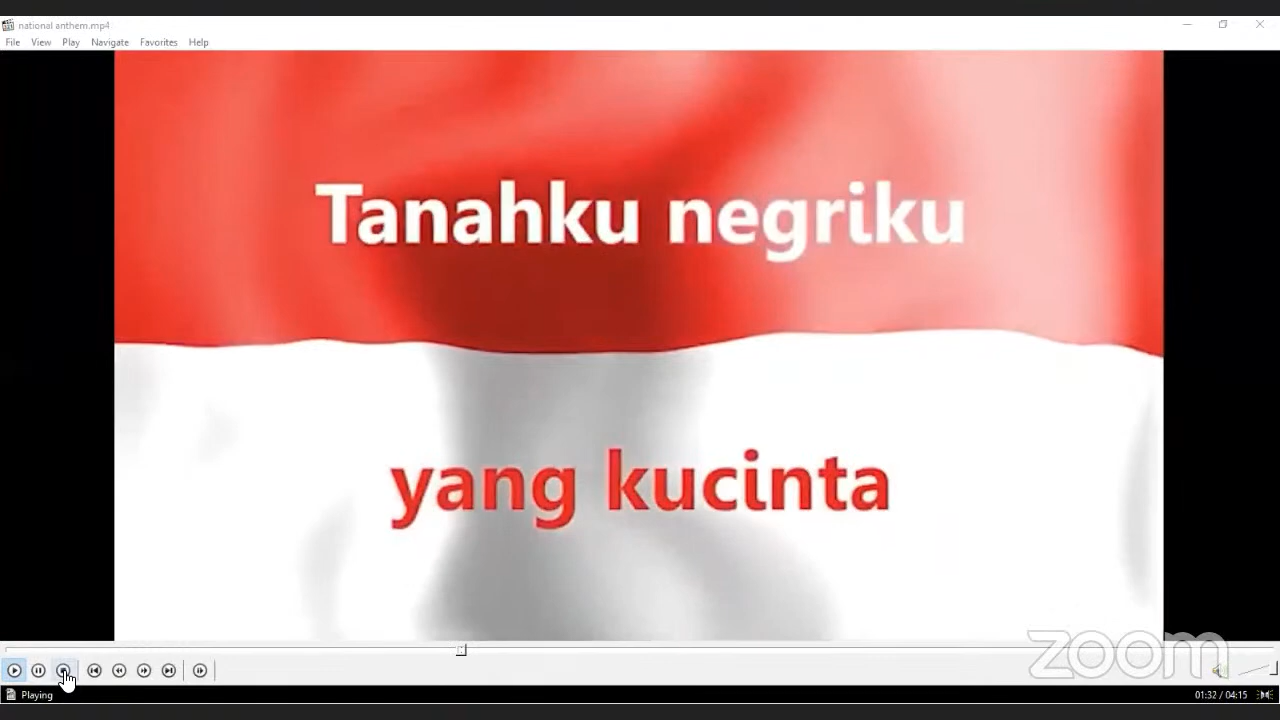 national anthem.mp4
File View Play Navigate Favorites Help
Tanahku negriku
yang kucinta
zoom
Playing
01:32 / 04:15